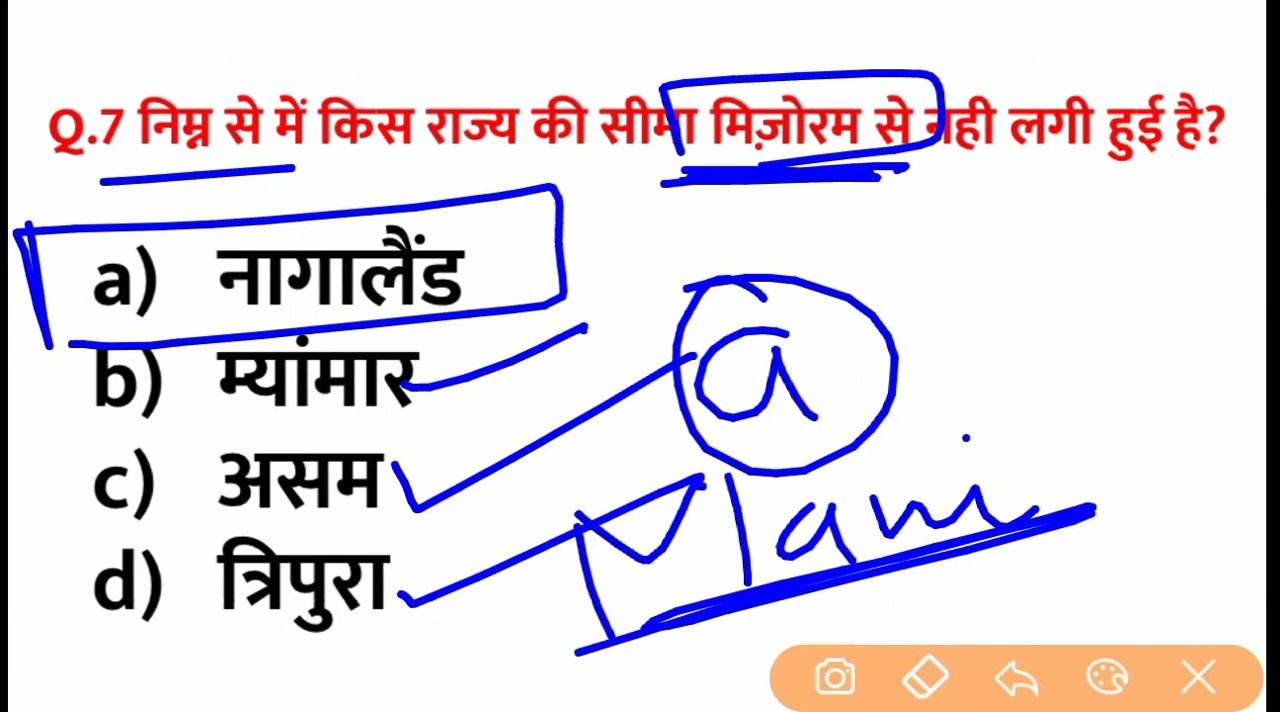 Q.7 निम्न से में किस राज्य की सीमा मिज़ोरम से नही लगी हुई है?
a) नागालैंड
b) म्यांमार
c) असम
d) त्रिपुरा
a
Mani